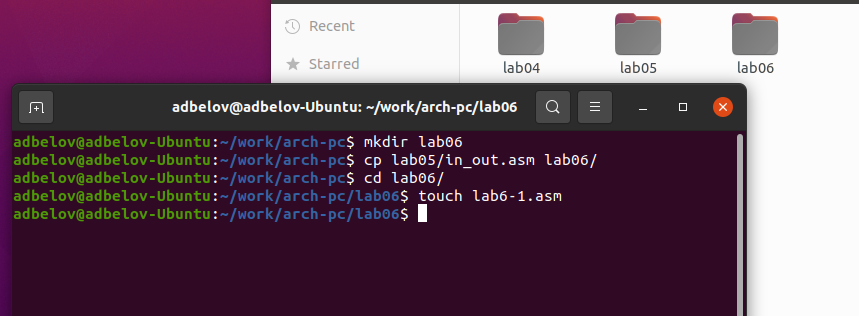 Recent
Starred
lab04
lab05
lab06
adbelov@adbelov-Ubuntu: ~/work/arch-pc/lab06
adbelov@adbelov-Ubuntu:~/work/arch-pc$ mkdir lab06
adbelov@adbelov-Ubuntu:~/work/arch-pc$ cp lab05/in_out.asm lab06/
adbelov@adbelov-Ubuntu:~/work/arch-pc$ cd lab06/
adbelov@adbelov-Ubuntu:~/work/arch-pc/lab06$ touch lab6-1.asm
adbelov@adbelov-Ubuntu:~/work/arch-pc/lab06$